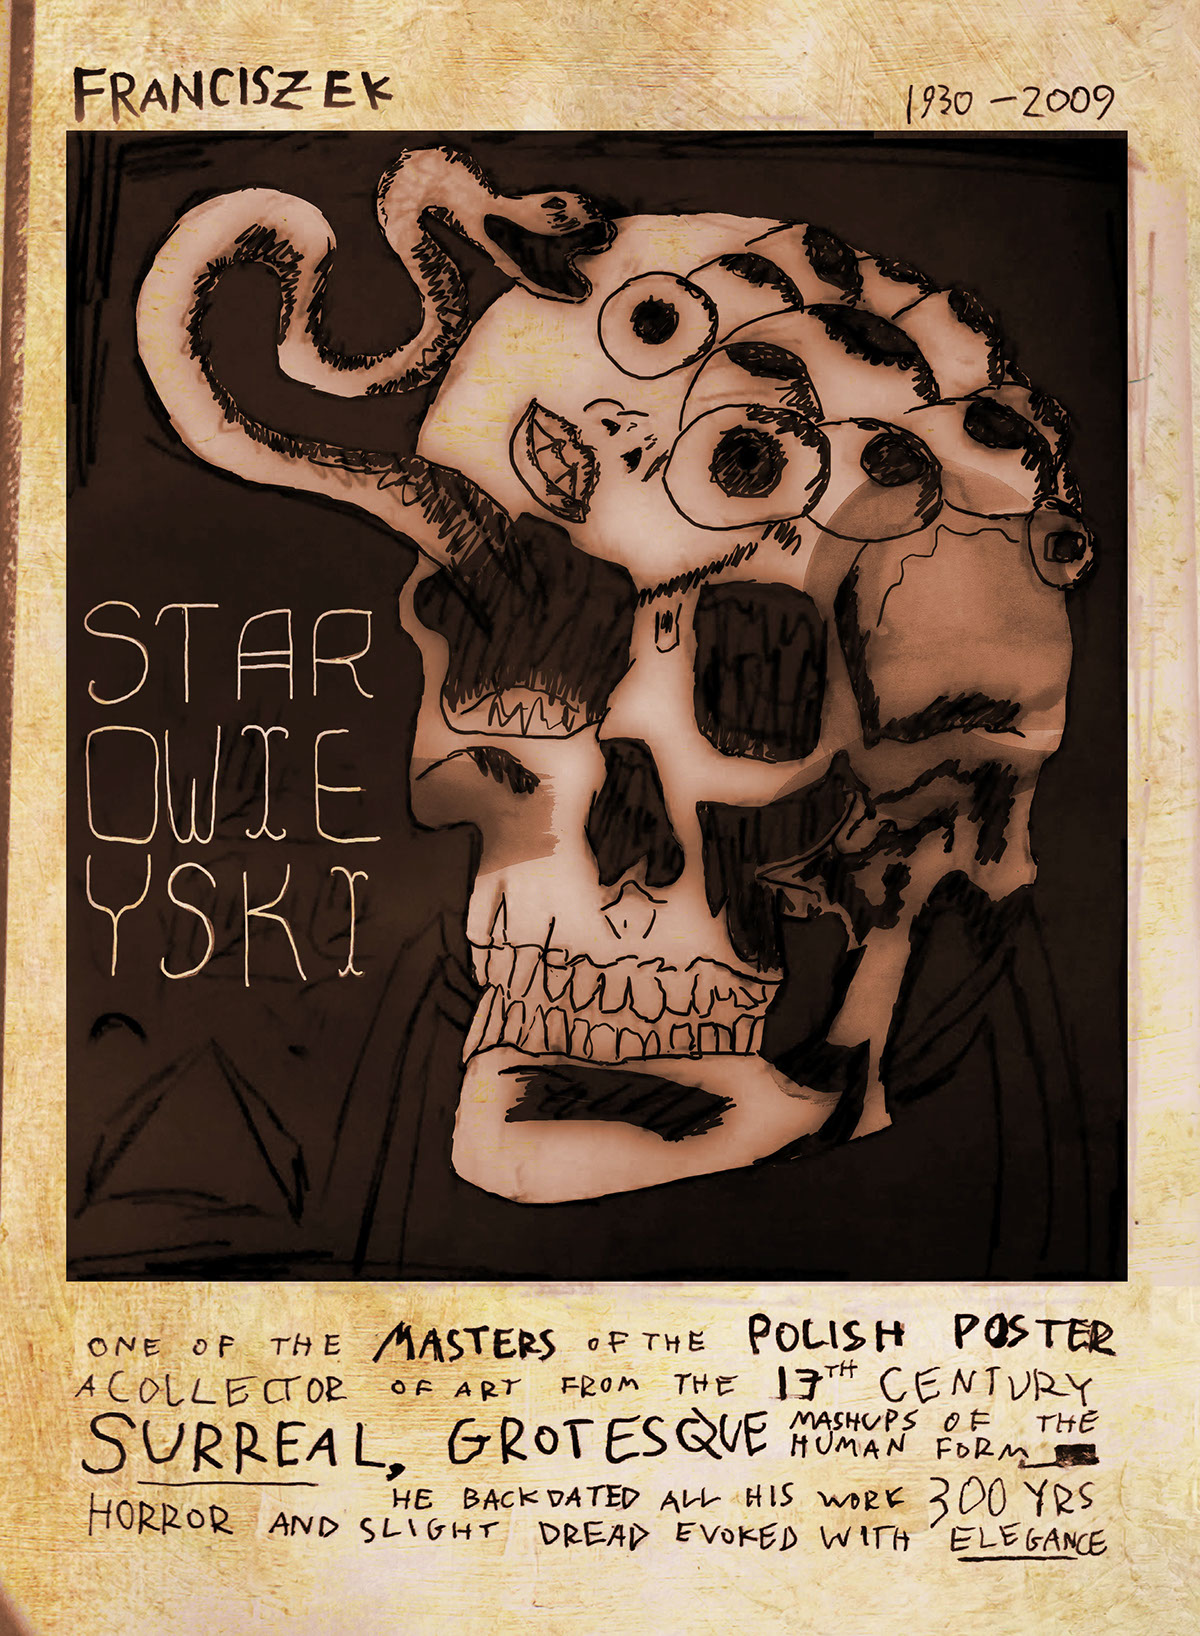 FRANCISZEK
1930 - 2009
STAR
OWIE
YSKI
ONE OF THE MASTERS OF THE POLISH POSTER
A COLLECTOR OF ART FROM THE 17TH CENTURY
SURREAL, GROTESQUE MASHUPS OF THE
HUMAN FORM
HE BACKDATED ALL HIS WORK 300 YRS
HORROR AND SLIGHT DREAD EVOKED WITH ELEGANCE